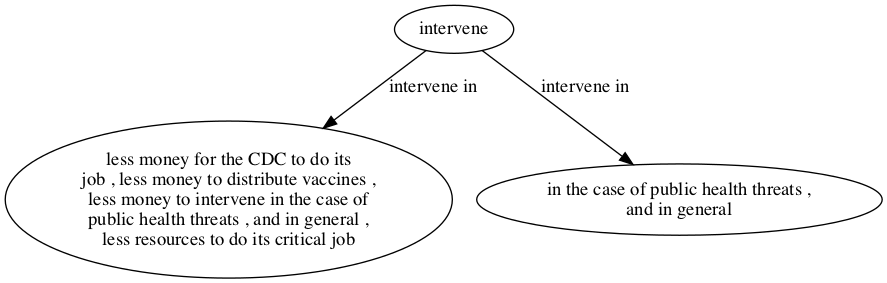 intervene
intervene in
intervene in
less money for the CDC to do its
job , less money to distribute vaccines ,
less money to intervene in the case of
public health threats , and in general ,
less resources to do its critical job
in the case of public health threats ,
and in general